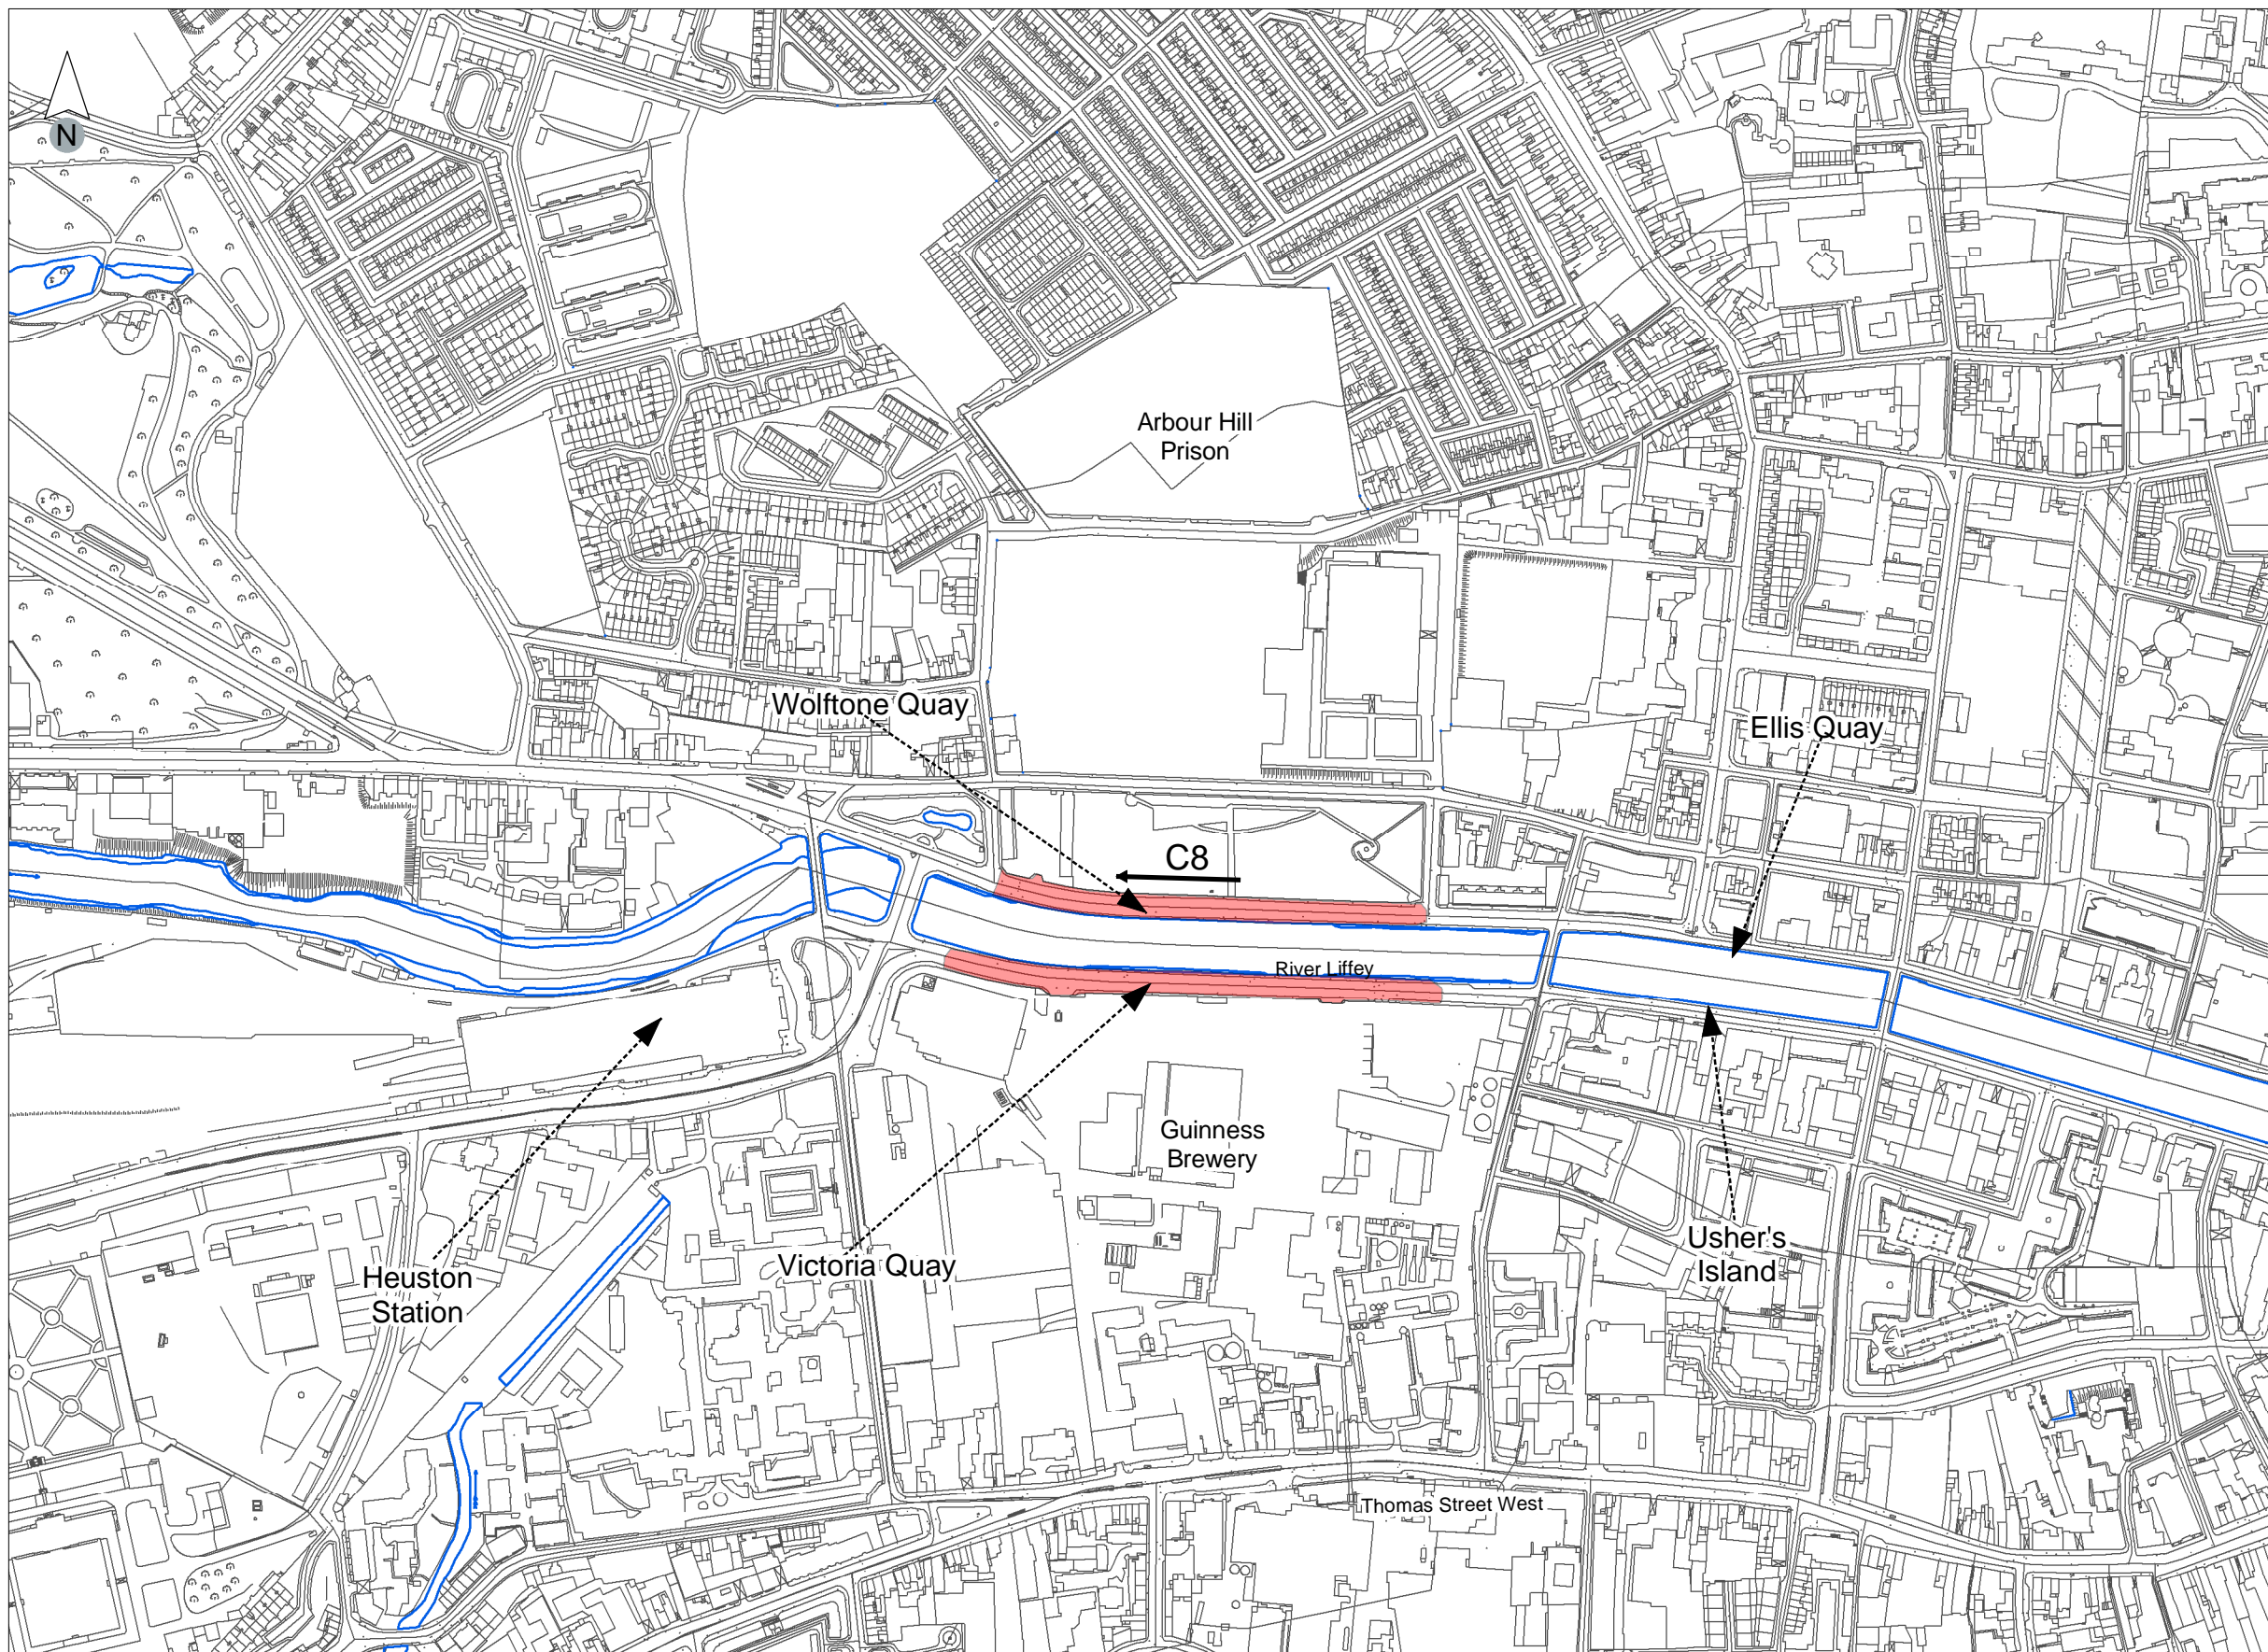 N
Arbour Hill
Prison
Wolftone Quay
Ellis Quay
C8
River Liffey
Guinness
Brewery
Usher's
Island
Victoria Quay
Heuston
Station
Thomas Street West